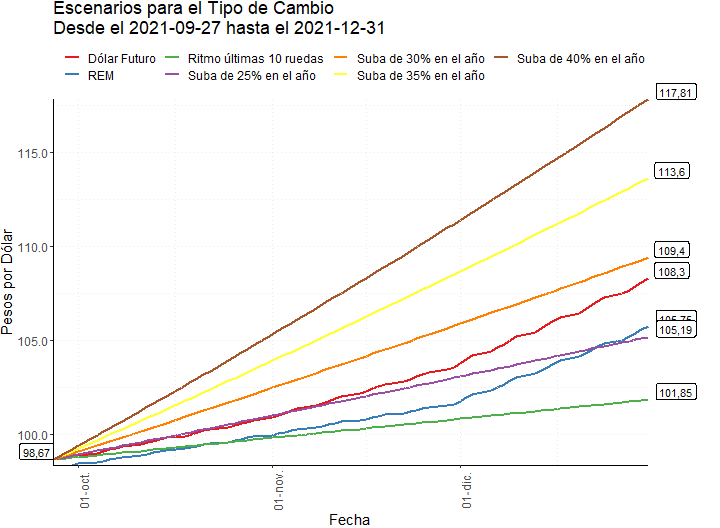 Escenarios para el Tipo de Cambio
Desde el 2021-09-27 hasta el 2021-12-31
Dólar Futuro Ritmo últimas 10 ruedas Suba de 30% en el año Suba de 40% en el año
REM Suba de 25% en el año Suba de 35% en el año
117,81
115.0
113,6
110.0
109,4
108,3
105,75
105,19
105.0
101,85
100.0
98,67
Pesos por Dólar
01-oct.
01-nov.
01-dic.
Fecha